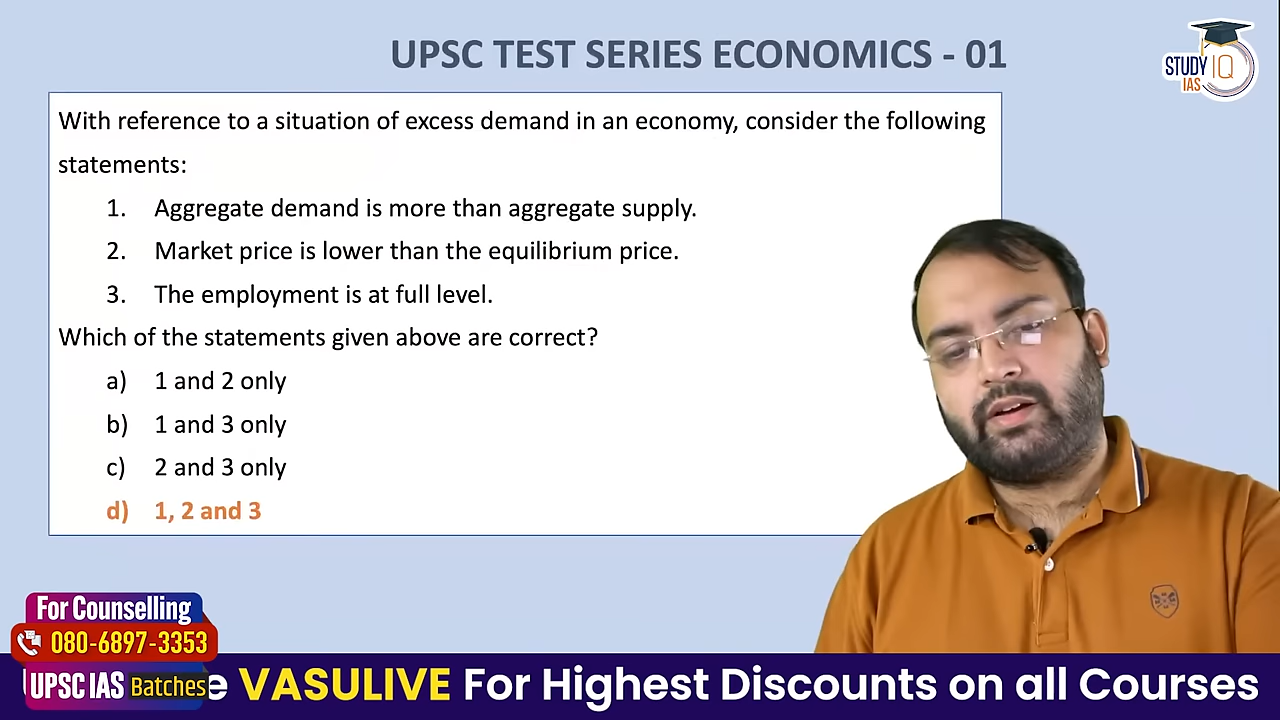 UPSC TEST SERIES ECONOMICS - 01
STUDY IQ
IAS
With reference to a situation of excess demand in an economy, consider the following
statements:
1. Aggregate demand is more than aggregate supply.
2. Market price is lower than the equilibrium price.
3. The employment is at full level.
Which of the statements given above are correct?
a) 1 and 2 only
b) 1 and 3 only
c) 2 and 3 only
d) 1, 2 and 3
For Counselling
080-6897-3353
UPSC IAS Batches
VASULIVE For Highest Discounts on all Courses